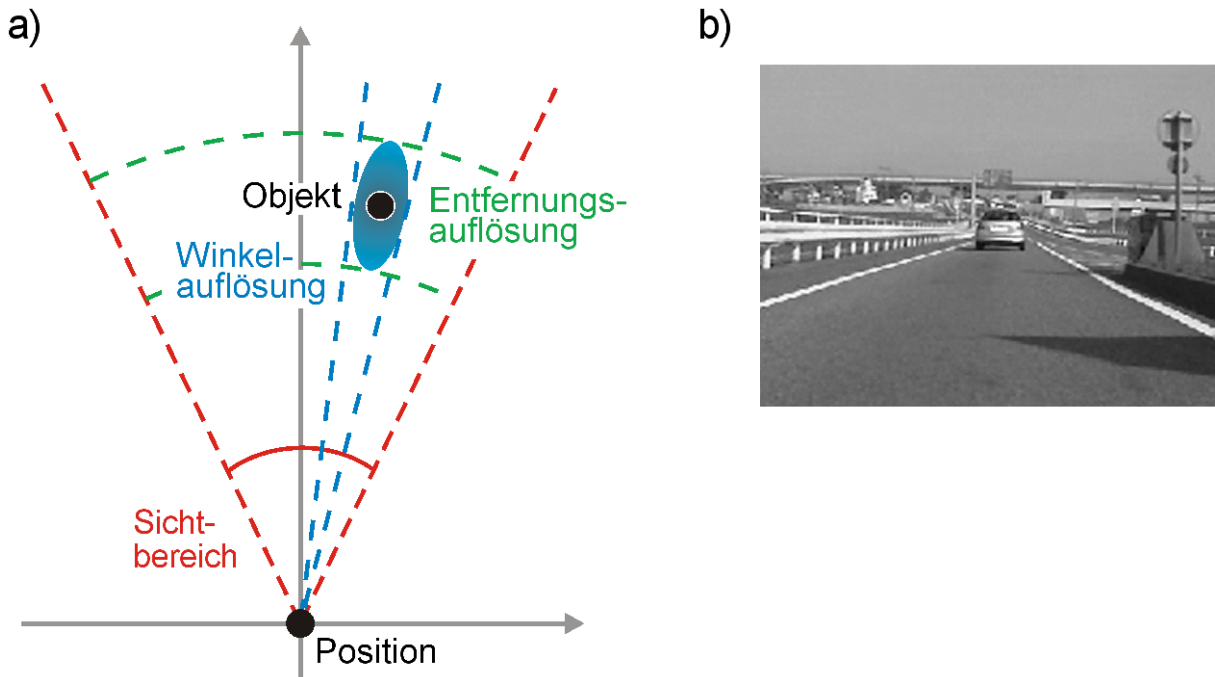 a)
b)
Objekt
Entfernungs-
auflösung
Winkel-
auflösung
Sicht-
bereich
Position